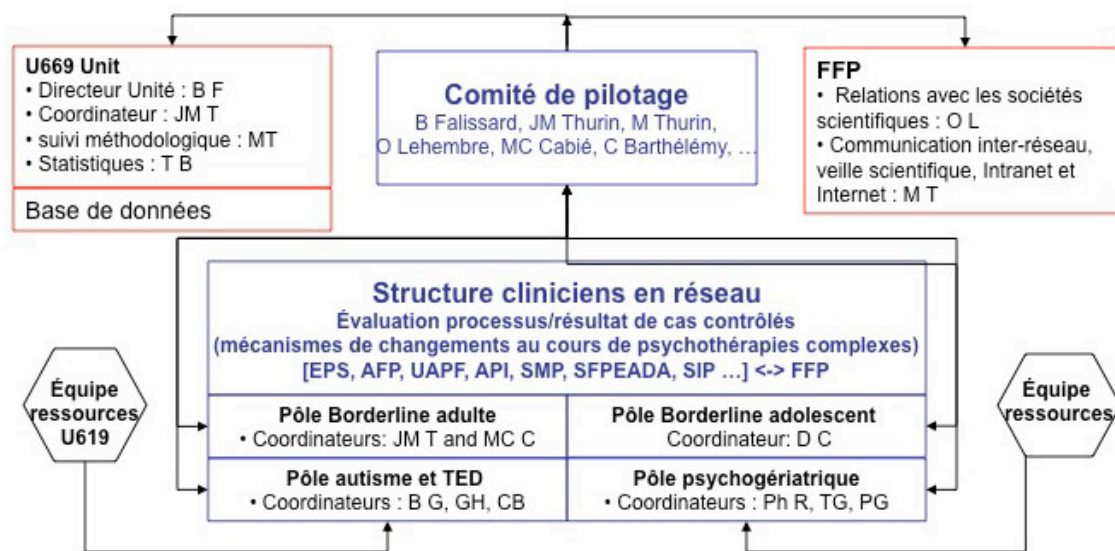 U669 Unit
• Directeur Unité : B F
• Coordinateur : JM T
• suivi méthodologique : MT
• Statistiques : T B
Base de données
Comité de pilotage
B Falissard, JM Thurin, M Thurin,
O Lehembre, MC Cabié, C Barthélémy, …
FFP
• Relations avec les sociétés
scientifiques : O L
• Communication inter-réseau,
veille scientifique, Intranet et
Internet : M T
Structure cliniciens en réseau
Évaluation processus/résultat de cas contrôlés
(mécanismes de changements au cours de psychothérapies complexes)
[EPS, AFP, UAPF, API, SMP, SFPEADA, SIP ...] <-> FFP
Équipe
ressources
U619
Pôle Borderline adulte
• Coordinateurs: JM T and MC C
Pôle Borderline adolescent
Coordinateur: D C
Pôle autisme et TED
• Coordinateurs : B G, GH, CB
Pôle psychogériatrique
• Coordinateurs : Ph R, TG, PG
Équipe
ressources